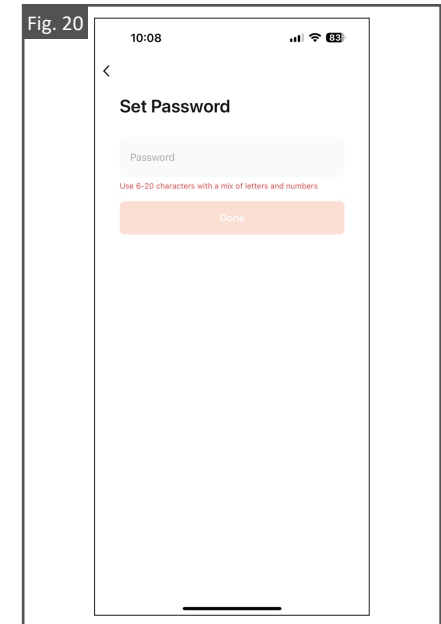 Fig. 20
10:08
83
Set Password
Password
Use 6-20 characters with a mix of letters and numbers
Done